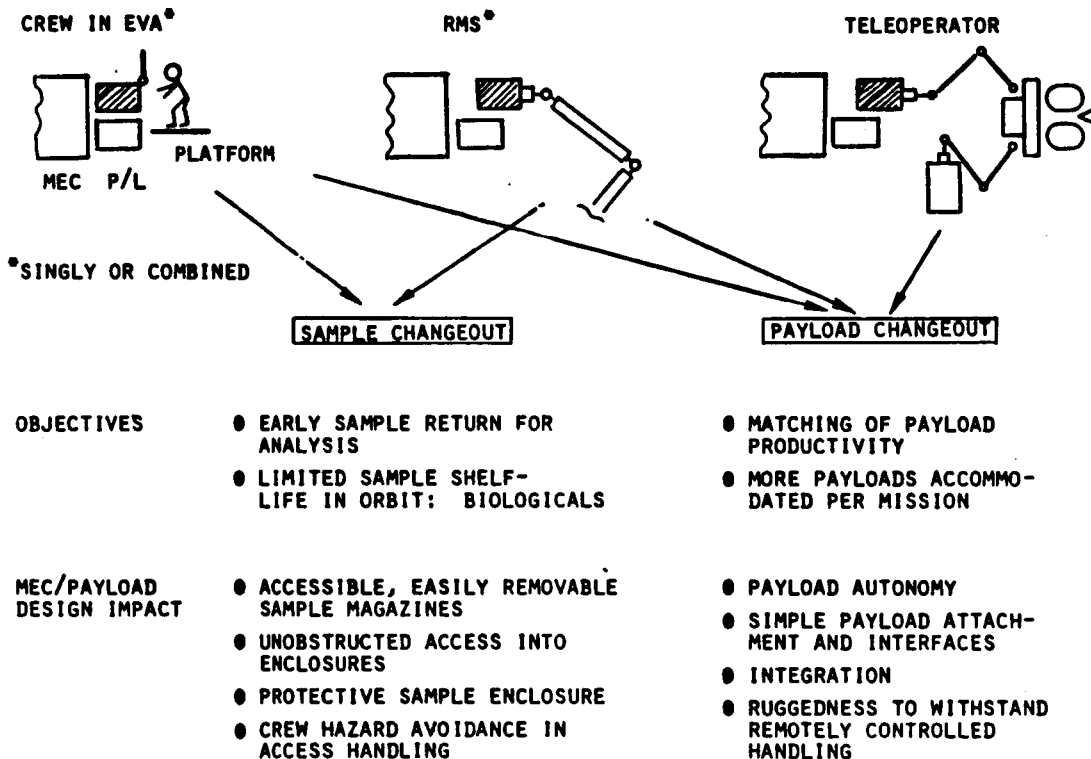 CREW IN EVA*
RMS*
TELEOPERATOR
PLATFORM
MEC P/L
*SINGLY OR COMBINED
SAMPLE CHANGEOUT
PAYLOAD CHANGEOUT
OBJECTIVES
● EARLY SAMPLE RETURN FOR
ANALYSIS
● LIMITED SAMPLE SHELF-
LIFE IN ORBIT: BIOLOGICALS
● MATCHING OF PAYLOAD
PRODUCTIVITY
● MORE PAYLOADS ACCOMMO-
DATED PER MISSION
MEC/PAYLOAD
DESIGN IMPACT
● ACCESSIBLE, EASILY REMOVABLE
SAMPLE MAGAZINES
● UNOBSTRUCTED ACCESS INTO
ENCLOSURES
● PROTECTIVE SAMPLE ENCLOSURE
● CREW HAZARD AVOIDANCE IN
ACCESS HANDLING
● PAYLOAD AUTONOMY
● SIMPLE PAYLOAD ATTACH-
MENT AND INTERFACES
● INTEGRATION
● RUGGEDNESS TO WITHSTAND
REMOTELY CONTROLLED
HANDLING